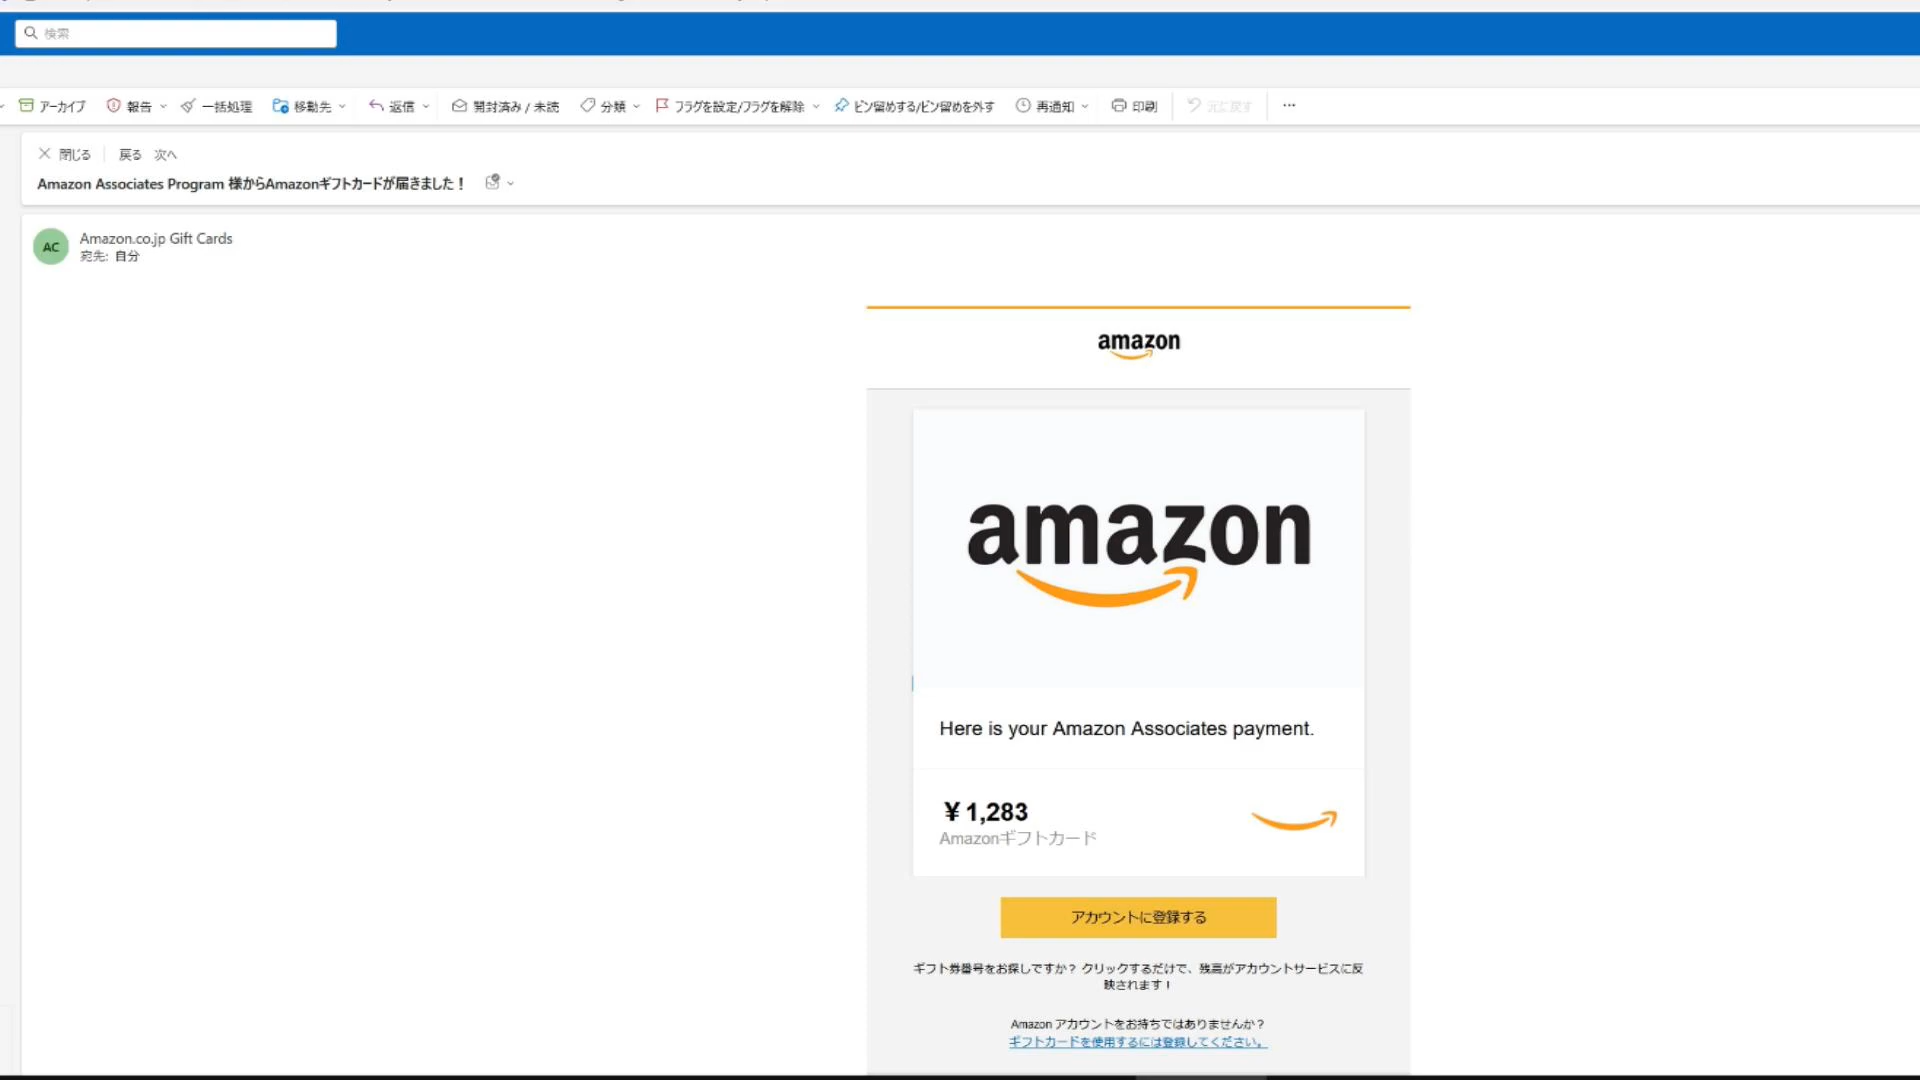 検索
アーカイブ 報告 一括処理 移動先 返信 開封済み / 未読 分類 フラグを設定/フラグを解除 ピン留めする/ピン留めを外す 再通知 印刷 元に戻す ...
閉じる 戻る 次へ
Amazon Associates Program 様からAmazonギフトカードが届きました！
AC
Amazon.co.jp Gift Cards
宛先: 自分
amazon
amazon
Here is your Amazon Associates payment.
￥1,283
Amazonギフトカード
アカウントに登録する
ギフト券番号をお探しですか？ クリックするだけで、残高がアカウントサービスに反
映されます！
Amazon アカウントをお持ちではありませんか？
ギフトカードを使用するには登録してください。